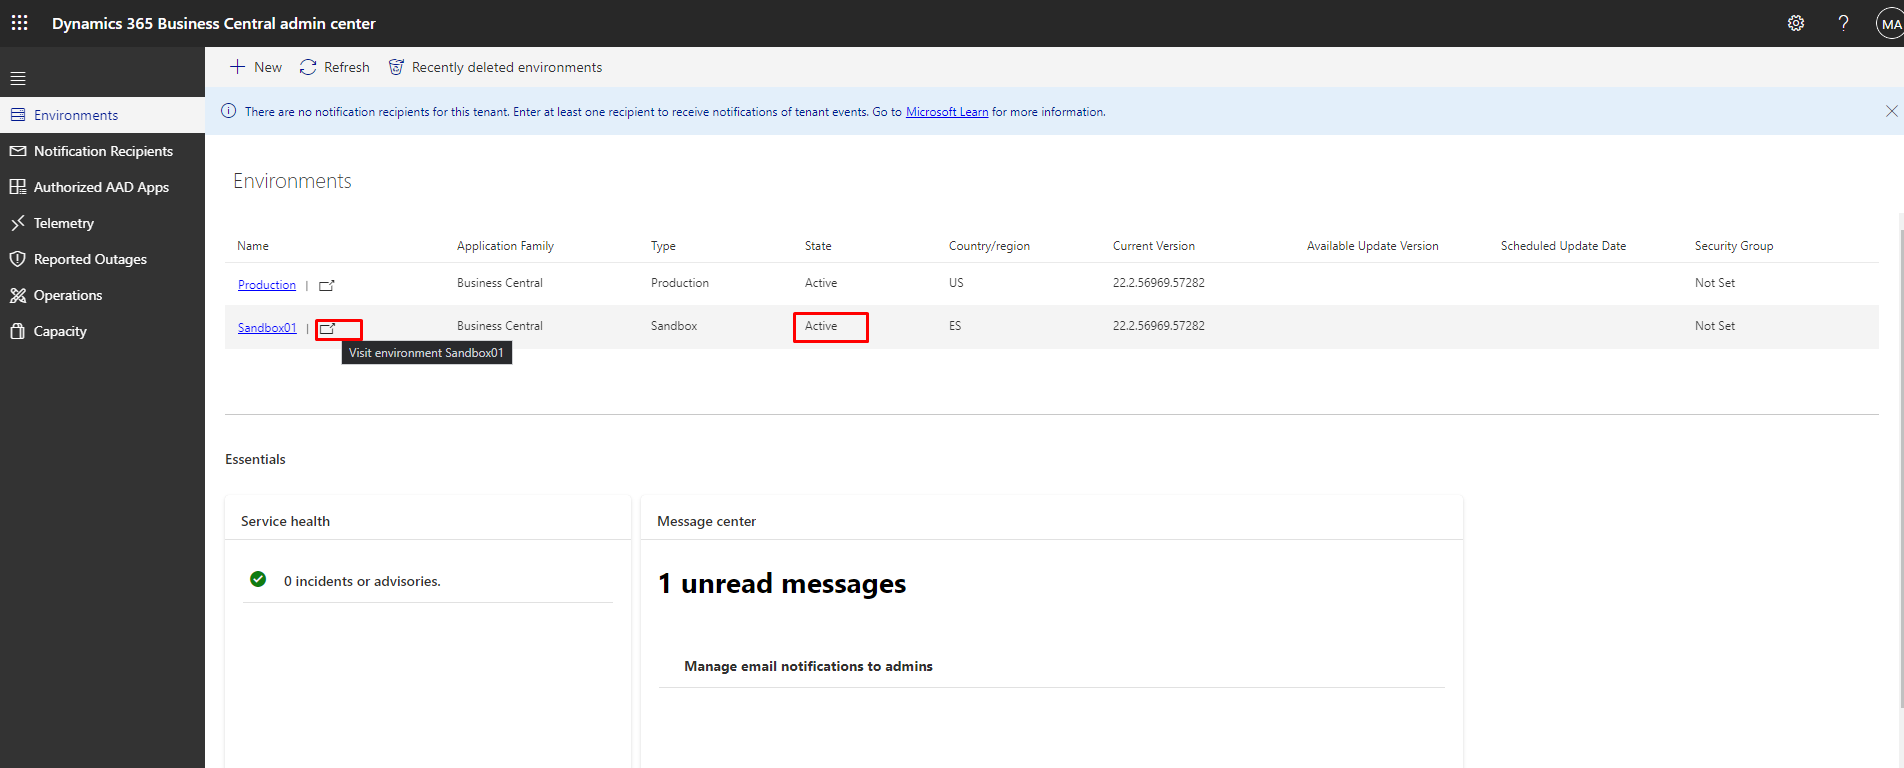 Dynamics 365 Business Central admin center
MA
New Refresh Recently deleted environments
There are no notification recipients for this tenant. Enter at least one recipient to receive notifications of tenant events. Go to Microsoft Learn for more information.
Environments
Notification Recipients
Authorized AAD Apps
Telemetry
Reported Outages
Operations
Capacity
Environments
Name Application Family Type State Country/region Current Version Available Update Version Scheduled Update Date Security Group
Production | Business Central Production Active US 22.2.56969.57282 Not Set
Sandbox01 | Business Central Sandbox Active ES 22.2.56969.57282 Not Set
Visit environment Sandbox01
Essentials
Service health
0 incidents or advisories.
Message center
1 unread messages
Manage email notifications to admins